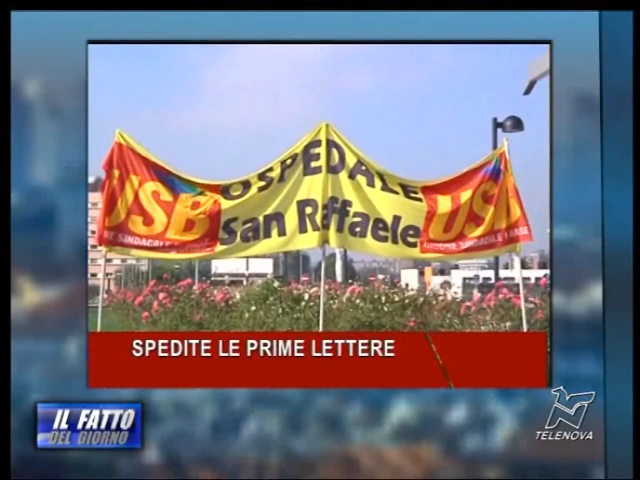 OSPEDALE
San Raffaele
USB
USB
SPEDITE LE PRIME LETTERE
IL FATTO
DEL GIORNO
TELENOVA